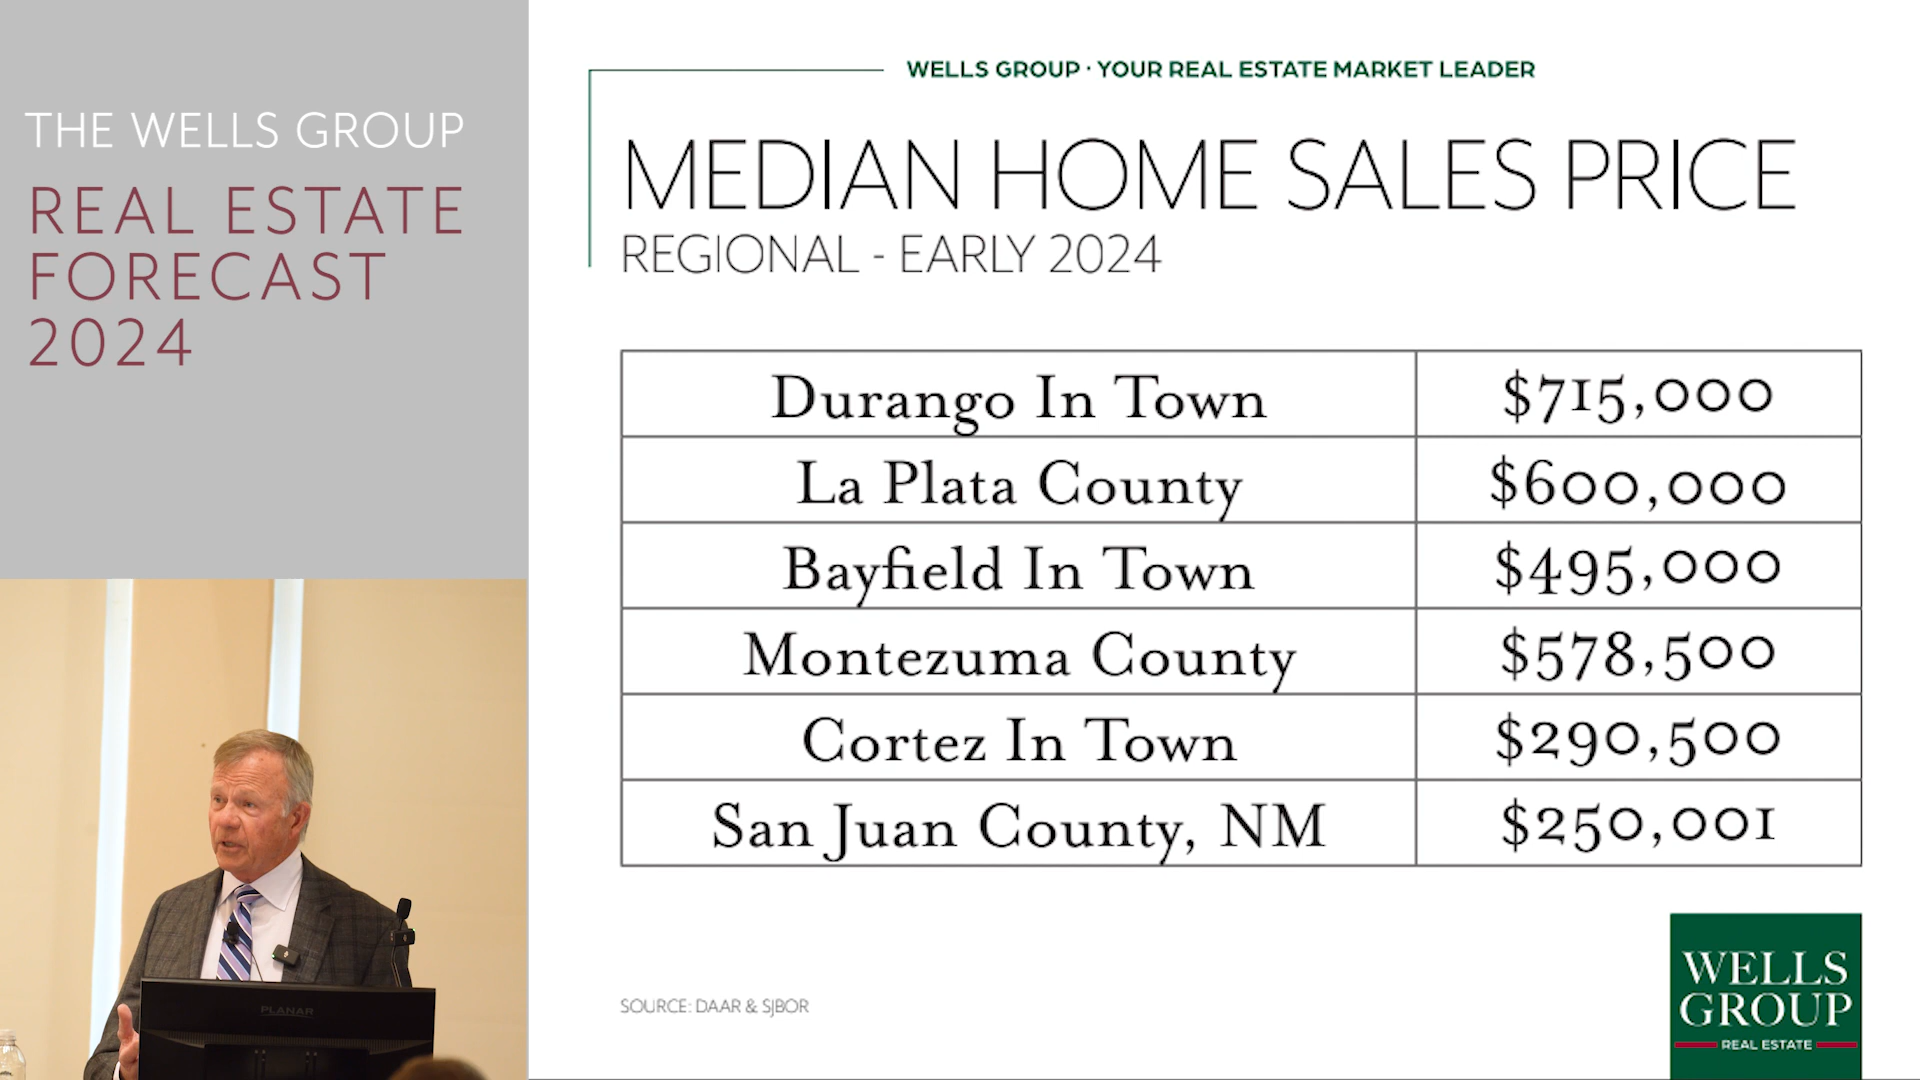 THE WELLS GROUP
REAL ESTATE
FORECAST
2024
WELLS GROUP · YOUR REAL ESTATE MARKET LEADER
MEDIAN HOME SALES PRICE
REGIONAL - EARLY 2024
Durango In Town $715,000
La Plata County $600,000
Bayfield In Town $495,000
Montezuma County $578,500
Cortez In Town $290,500
San Juan County, NM $250,001
SOURCE: DAAR & SJBOR
WELLS
GROUP
REAL ESTATE
PLANAR